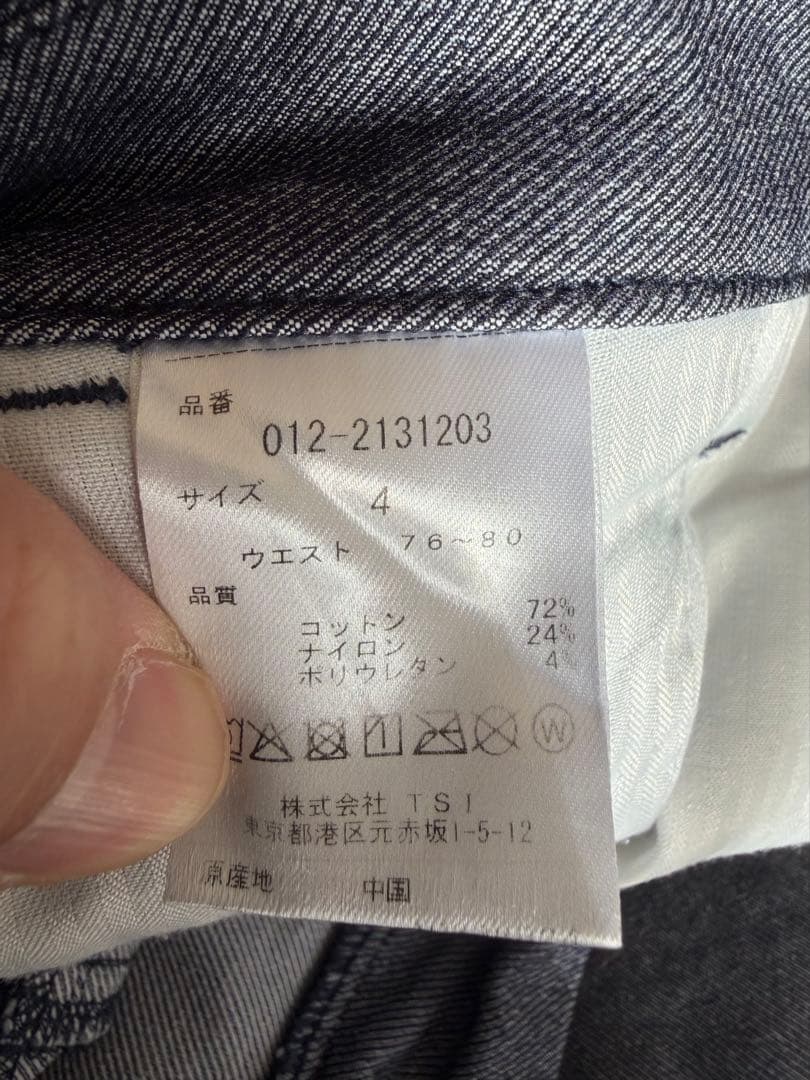 品番
012-2131203
サイズ 4
ウエスト 76～80
品質
コットン 72%
ナイロン 24%
ポリウレタン 4%
W
株式会社 TSI
東京都港区元赤坂1-5-12
原産地 中国